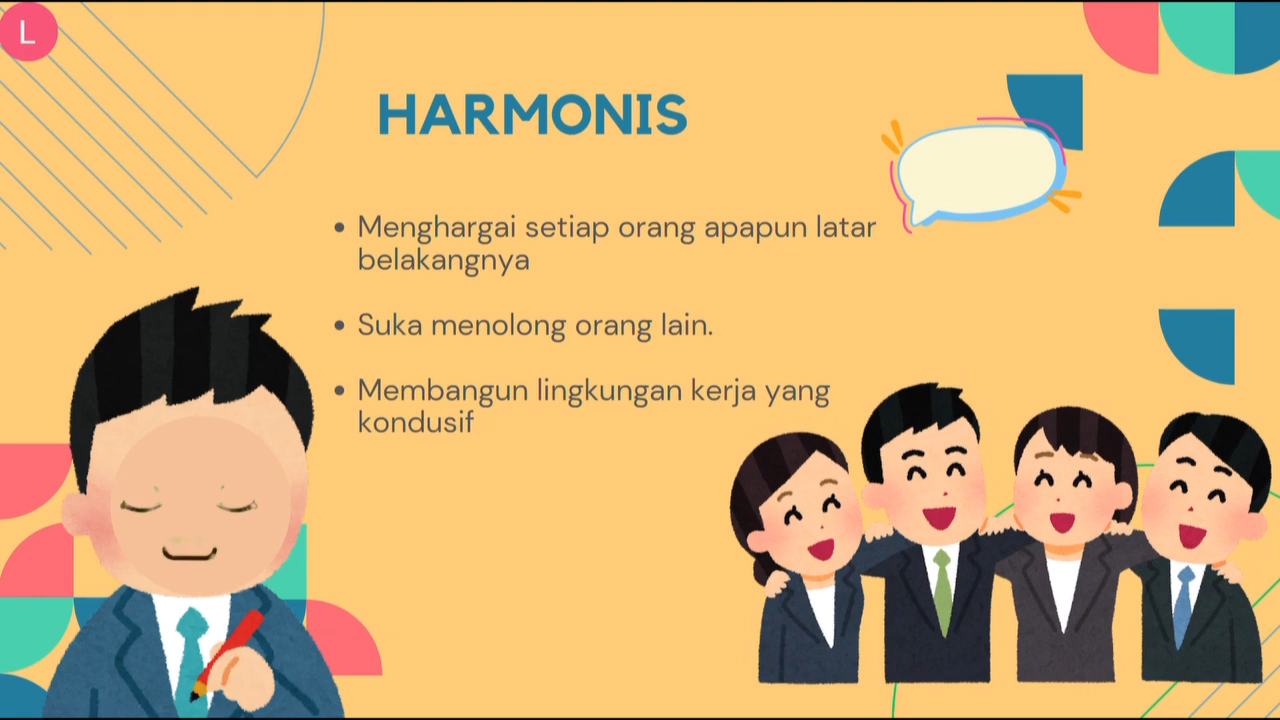 L
HARMONIS
• Menghargai setiap orang apapun latar
belakangnya
• Suka menolong orang lain.
• Membangun lingkungan kerja yang
kondusif